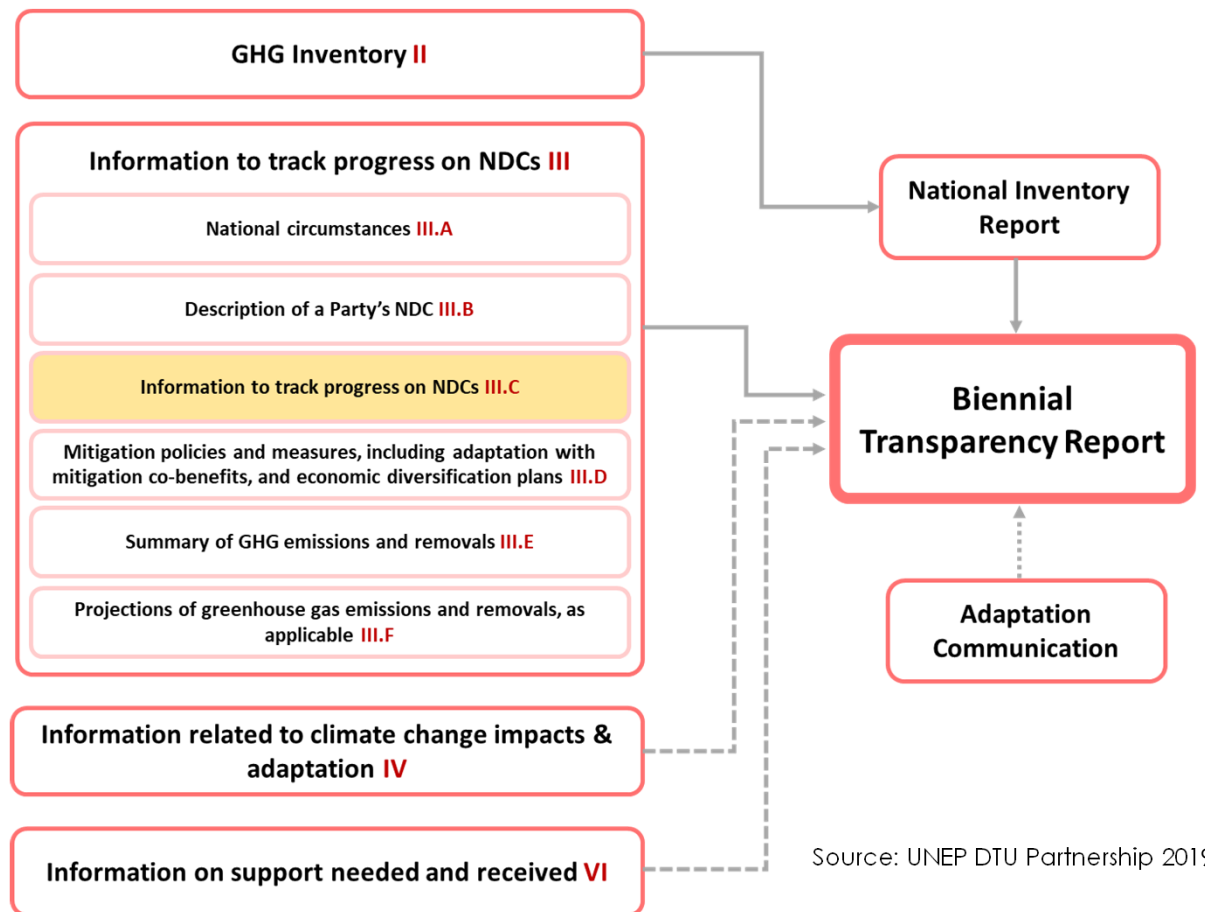 GHG Inventory II
Information to track progress on NDCs III
National circumstances III.A
Description of a Party’s NDC III.B
Information to track progress on NDCs III.C
Mitigation policies and measures, including adaptation with
mitigation co-benefits, and economic diversification plans III.D
Summary of GHG emissions and removals III.E
Projections of greenhouse gas emissions and removals, as
applicable III.F
Information related to climate change impacts &
adaptation IV
Information on support needed and received VI
National Inventory
Report
Biennial
Transparency Report
Adaptation
Communication
Source: UNEP DTU Partnership 2019